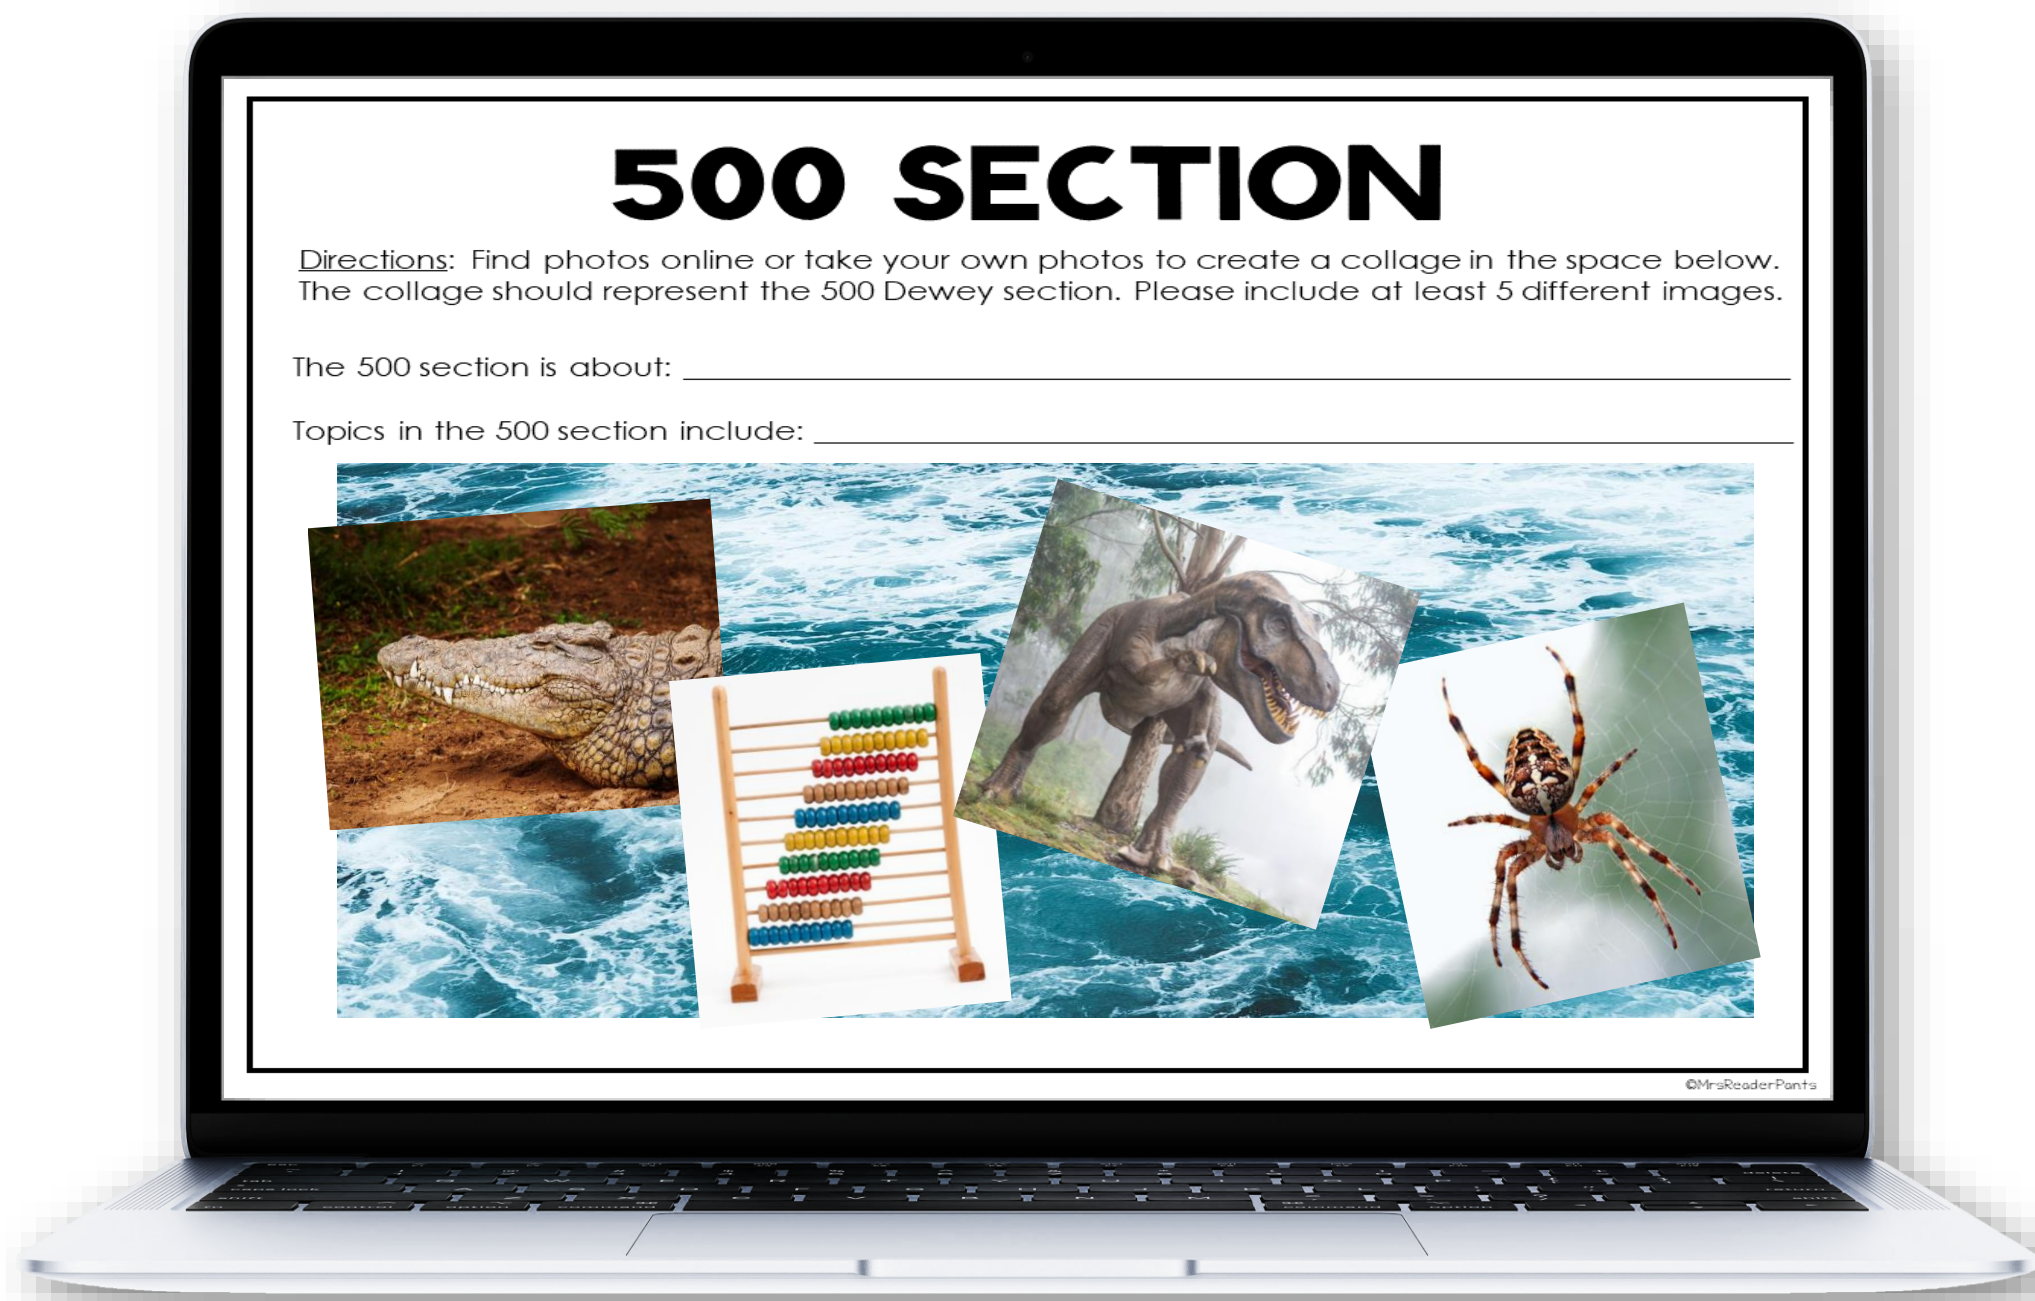 500 SECTION
Directions: Find photos online or take your own photos to create a collage in the space below.
The collage should represent the 500 Dewey section. Please include at least 5 different images.
The 500 section is about:
Topics in the 500 section include:
©MrsReaderPants